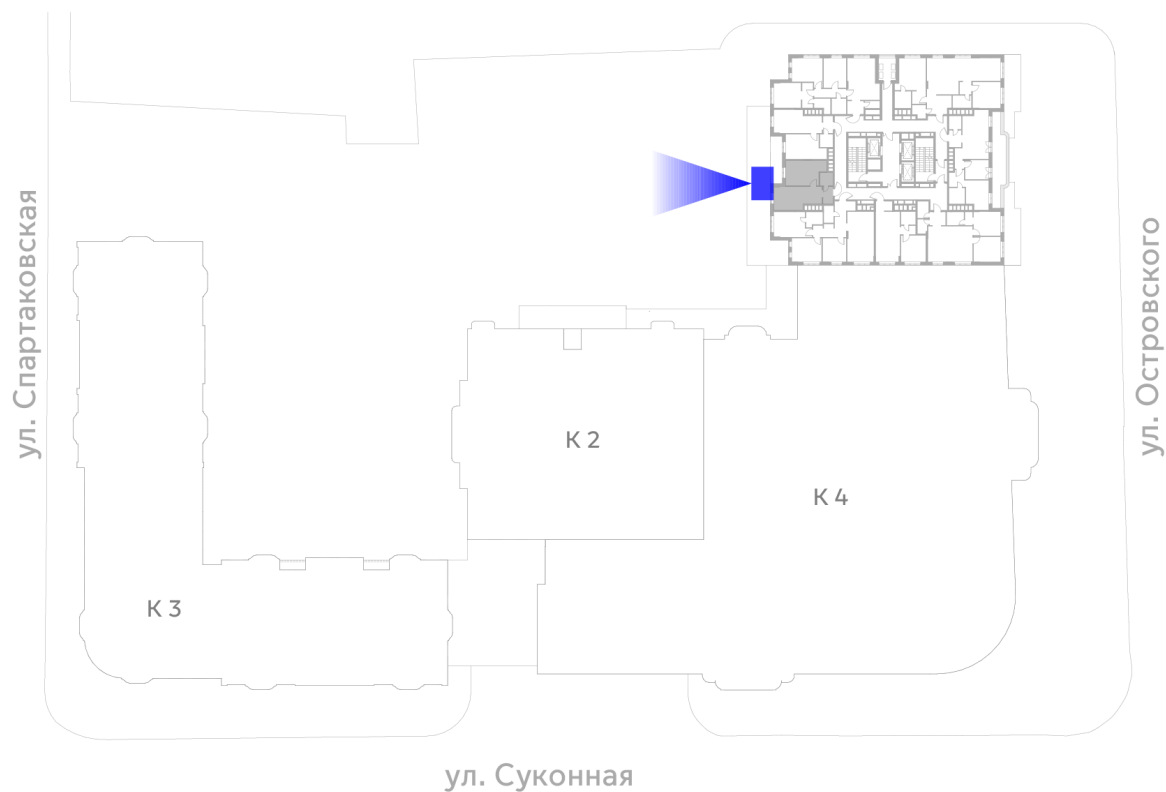 ул. Спартаковская
ул. Островского
К 2
К 4
К 3
ул. Суконная